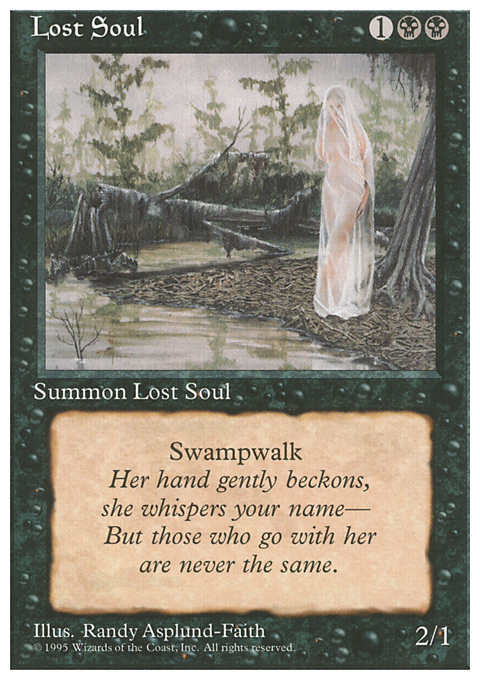 Lost Soul
1
Summon Lost Soul
Swampwalk
Her hand gently beckons,
she whispers your name—
But those who go with her
are never the same.
Illus. Randy Asplund-Faith
© 1995 Wizards of the Coast, Inc. All rights reserved.
2/1